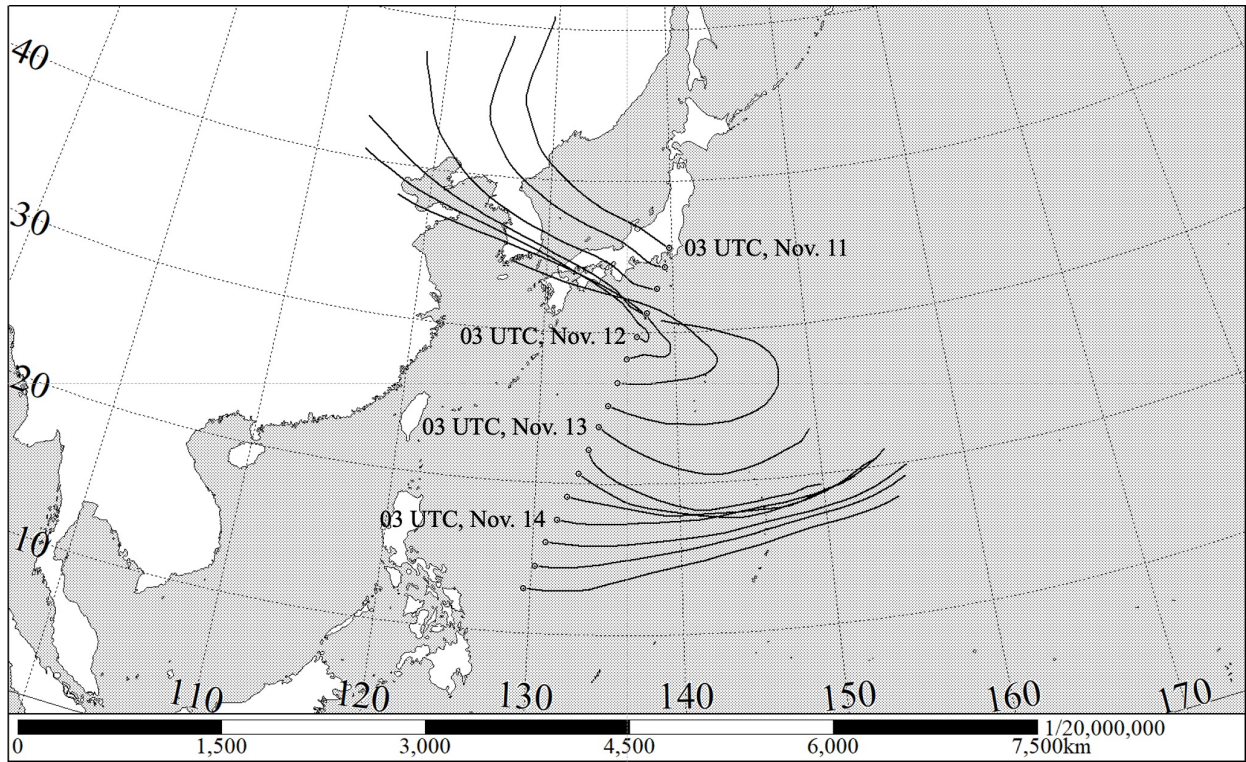 40
03 UTC, Nov. 11
30
03 UTC, Nov. 12
20
03 UTC, Nov. 13
03 UTC, Nov. 14
10
110 120 130 140 150 160 170
1/20,000,000
0 1,500 3,000 4,500 6,000 7,500km